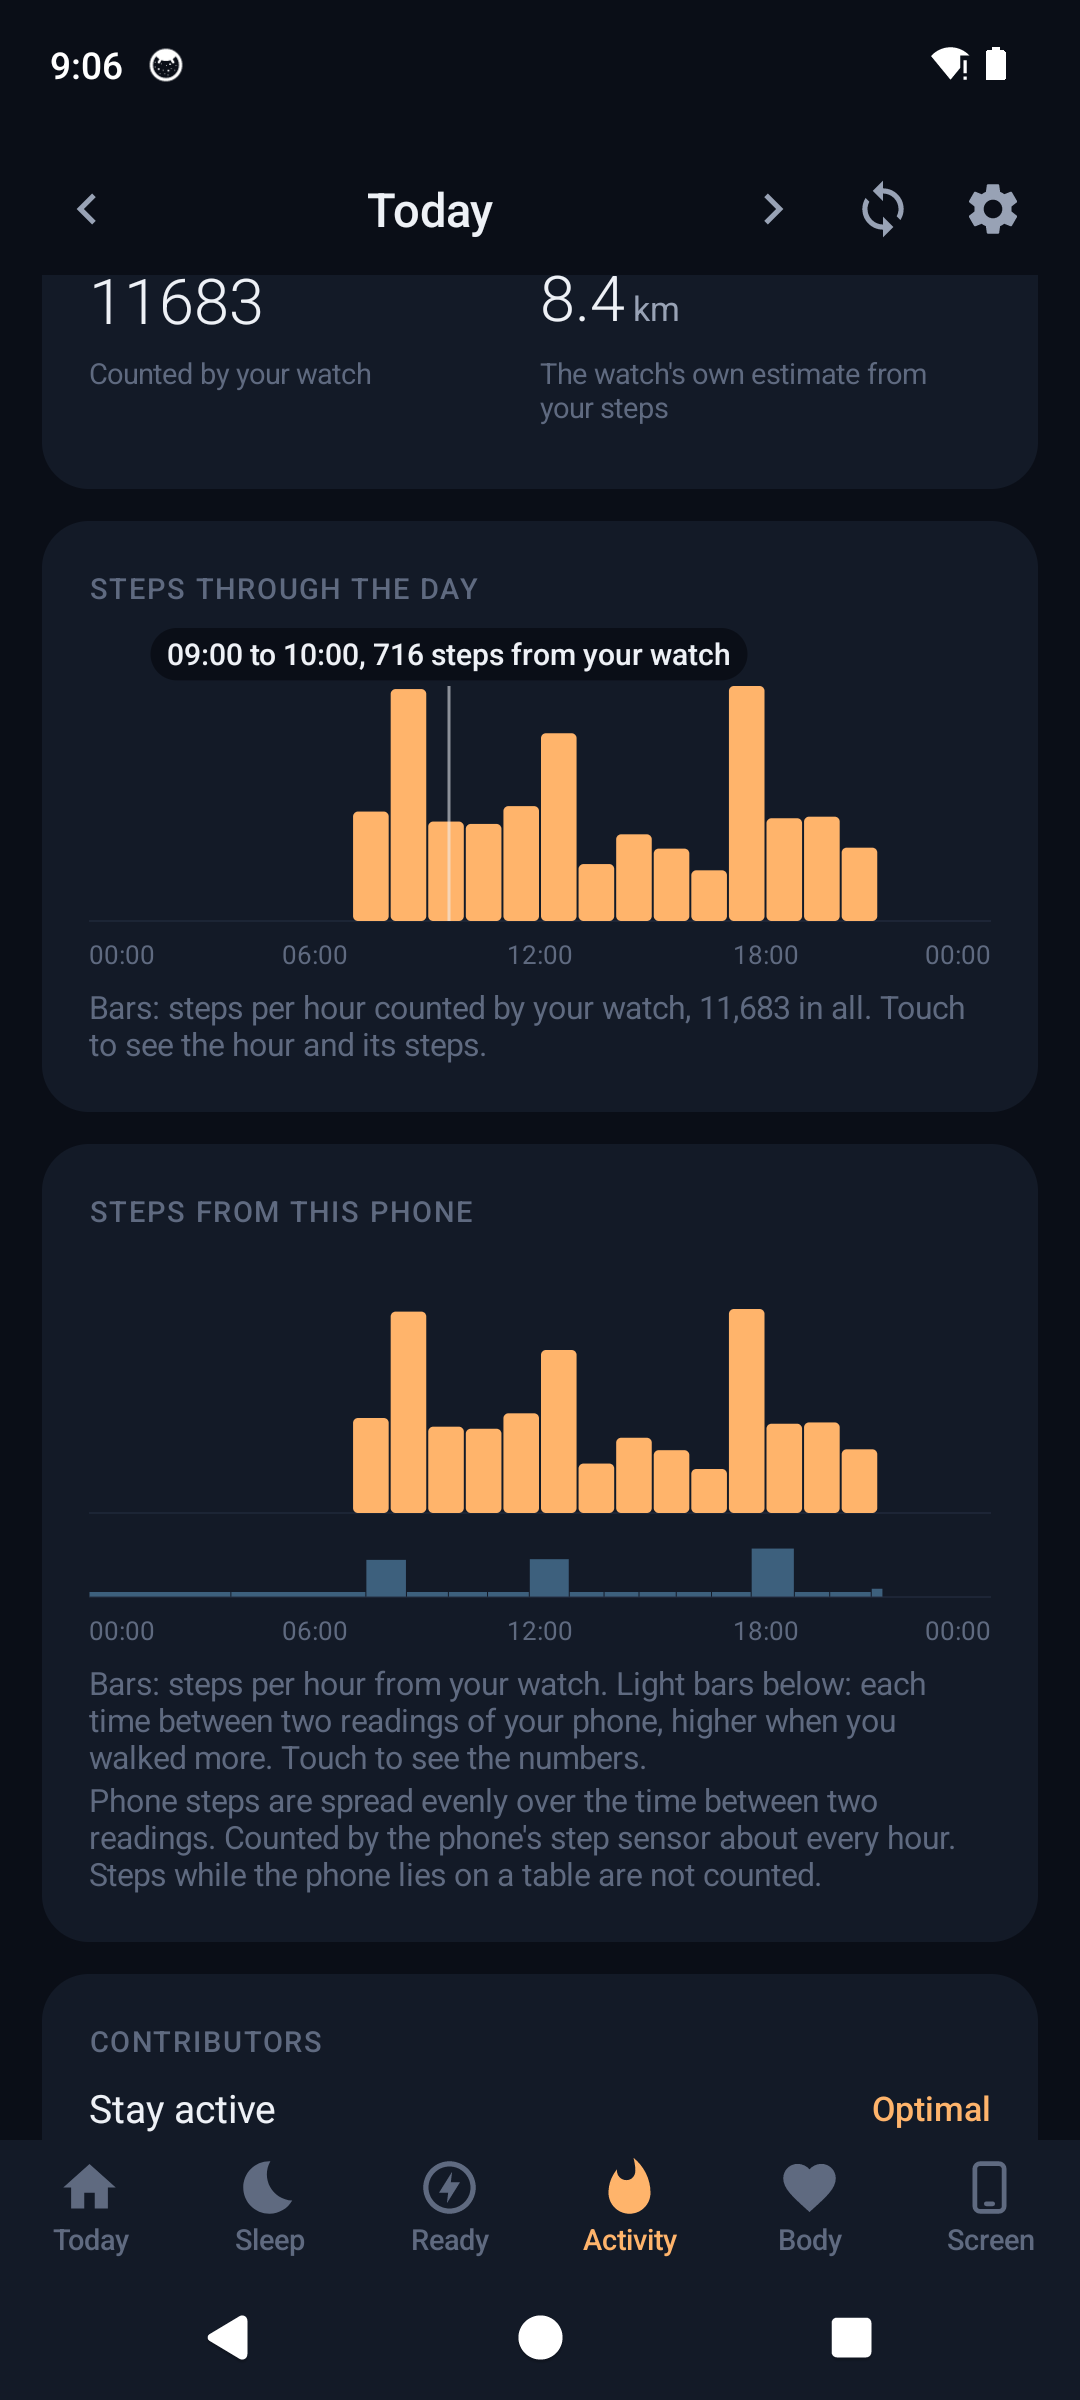 9:06
Today
11683
8.4 km
Counted by your watch
The watch's own estimate from
your steps
STEPS THROUGH THE DAY
09:00 to 10:00, 716 steps from your watch
00:00 06:00 12:00 18:00 00:00
Bars: steps per hour counted by your watch, 11,683 in all. Touch
to see the hour and its steps.
STEPS FROM THIS PHONE
00:00 06:00 12:00 18:00 00:00
Bars: steps per hour from your watch. Light bars below: each
time between two readings of your phone, higher when you
walked more. Touch to see the numbers.
Phone steps are spread evenly over the time between two
readings. Counted by the phone's step sensor about every hour.
Steps while the phone lies on a table are not counted.
CONTRIBUTORS
Stay active Optimal
Today Sleep Ready Activity Body Screen